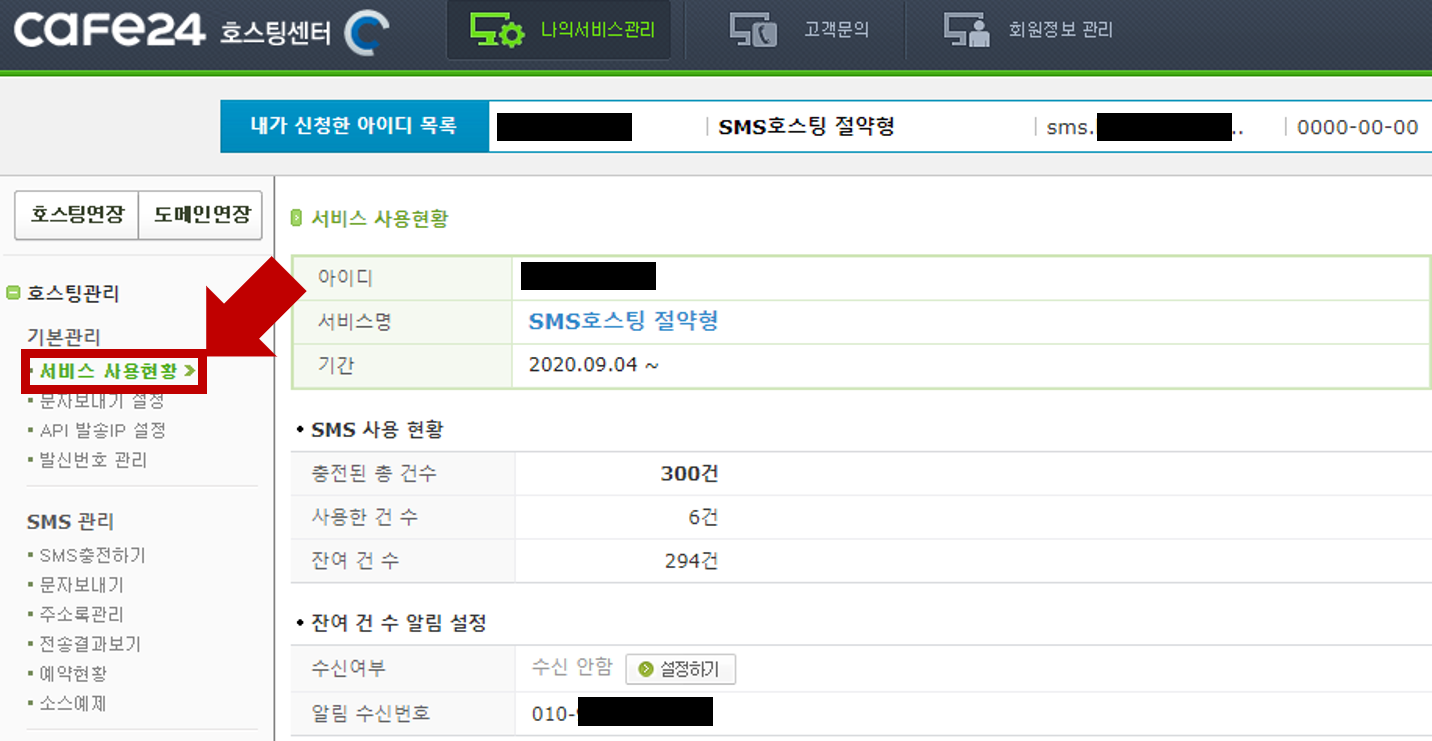 cafe24 호스팅센터 나의서비스관리 고객문의 회원정보 관리
내가 신청한 아이디 목록 SMS호스팅 절약형 sms. .. 0000-00-00
호스팅연장 도메인연장
서비스 사용현황
아이디
호스팅관리
서비스명 SMS호스팅 절약형
기본관리
기간 2020.09.04 ~
서비스 사용현황
문자보내기 설정
API 발송IP 설정
발신번호 관리
SMS 사용 현황
충전된 총 건수 300건
사용한 건 수 6건
잔여 건 수 294건
SMS 관리
SMS충전하기
문자보내기
주소록관리
전송결과보기
예약현황
소스예제
잔여 건 수 알림 설정
수신여부 수신 안함 설정하기
알림 수신번호 010-